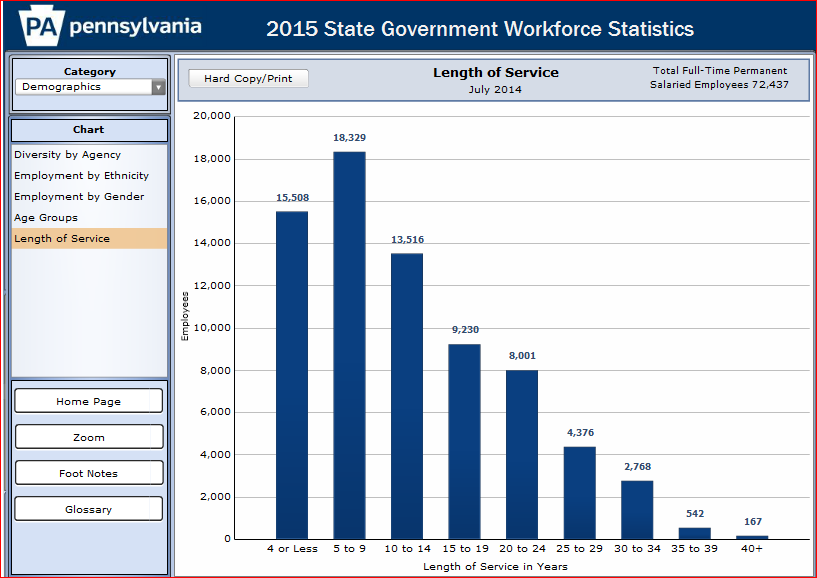 PA pennsylvania
2015 State Government Workforce Statistics
Category
Demographics
Chart
Diversity by Agency
Employment by Ethnicity
Employment by Gender
Age Groups
Length of Service
Home Page
Zoom
Foot Notes
Glossary
Hard Copy/Print
Length of Service
July 2014
Total Full-Time Permanent
Salaried Employees 72,437
Employees
20,000
18,000
16,000
14,000
12,000
10,000
8,000
6,000
4,000
2,000
0
15,508
18,329
13,516
9,230
8,001
4,376
2,768
542
167
4 or Less 5 to 9 10 to 14 15 to 19 20 to 24 25 to 29 30 to 34 35 to 39 40+
Length of Service in Years